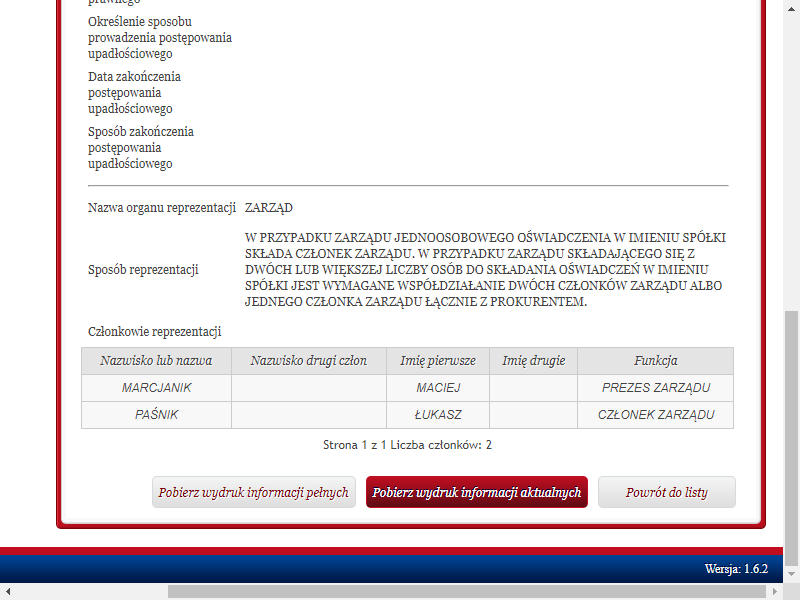 prawnego
Określenie sposobu
prowadzenia postępowania
upadłościowego
Data zakończenia
postępowania
upadłościowego
Sposób zakończenia
postępowania
upadłościowego
Nazwa organu reprezentacji ZARZĄD
Sposób reprezentacji
W PRZYPADKU ZARZĄDU JEDNOOSOBOWEGO OŚWIADCZENIA W IMIENIU SPÓŁKI
SKŁADA CZŁONEK ZARZĄDU. W PRZYPADKU ZARZĄDU SKŁADAJĄCEGO SIĘ Z
DWÓCH LUB WIĘKSZEJ LICZBY OSÓB DO SKŁADANIA OŚWIADCZEŃ W IMIENIU
SPÓŁKI JEST WYMAGANE WSPÓŁDZIAŁANIE DWÓCH CZŁONKÓW ZARZĄDU ALBO
JEDNEGO CZŁONKA ZARZĄDU ŁĄCZNIE Z PROKURENTEM.
Członkowie reprezentacji
Nazwisko lub nazwa Nazwisko drugi człon Imię pierwsze Imię drugie Funkcja
MARCJANIK MACIEJ PREZES ZARZĄDU
PAŚNIK ŁUKASZ CZŁONEK ZARZĄDU
Strona 1 z 1 Liczba członków: 2
Pobierz wydruk informacji pełnych Pobierz wydruk informacji aktualnych Powrót do listy
Wersja: 1.6.2